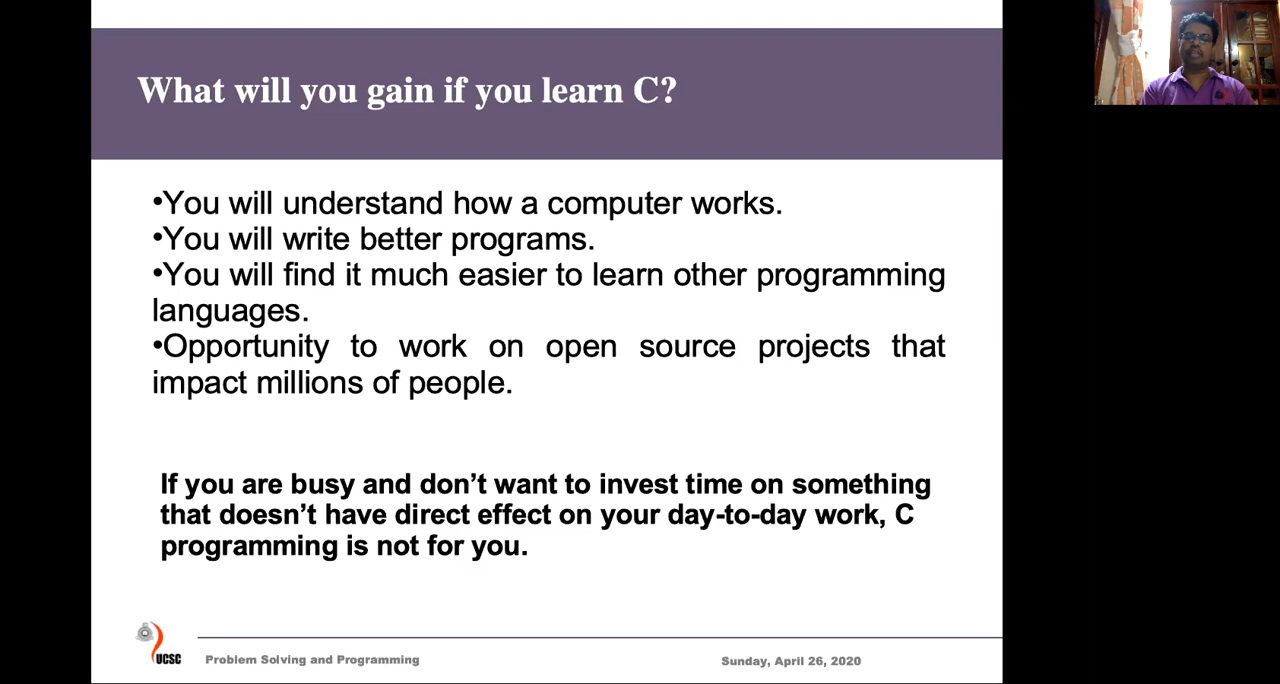 What will you gain if you learn C?
•You will understand how a computer works.
•You will write better programs.
•You will find it much easier to learn other programming
languages.
•Opportunity to work on open source projects that
impact millions of people.
If you are busy and don’t want to invest time on something
that doesn’t have direct effect on your day-to-day work, C
programming is not for you.
UCSC
Problem Solving and Programming
Sunday, April 26, 2020